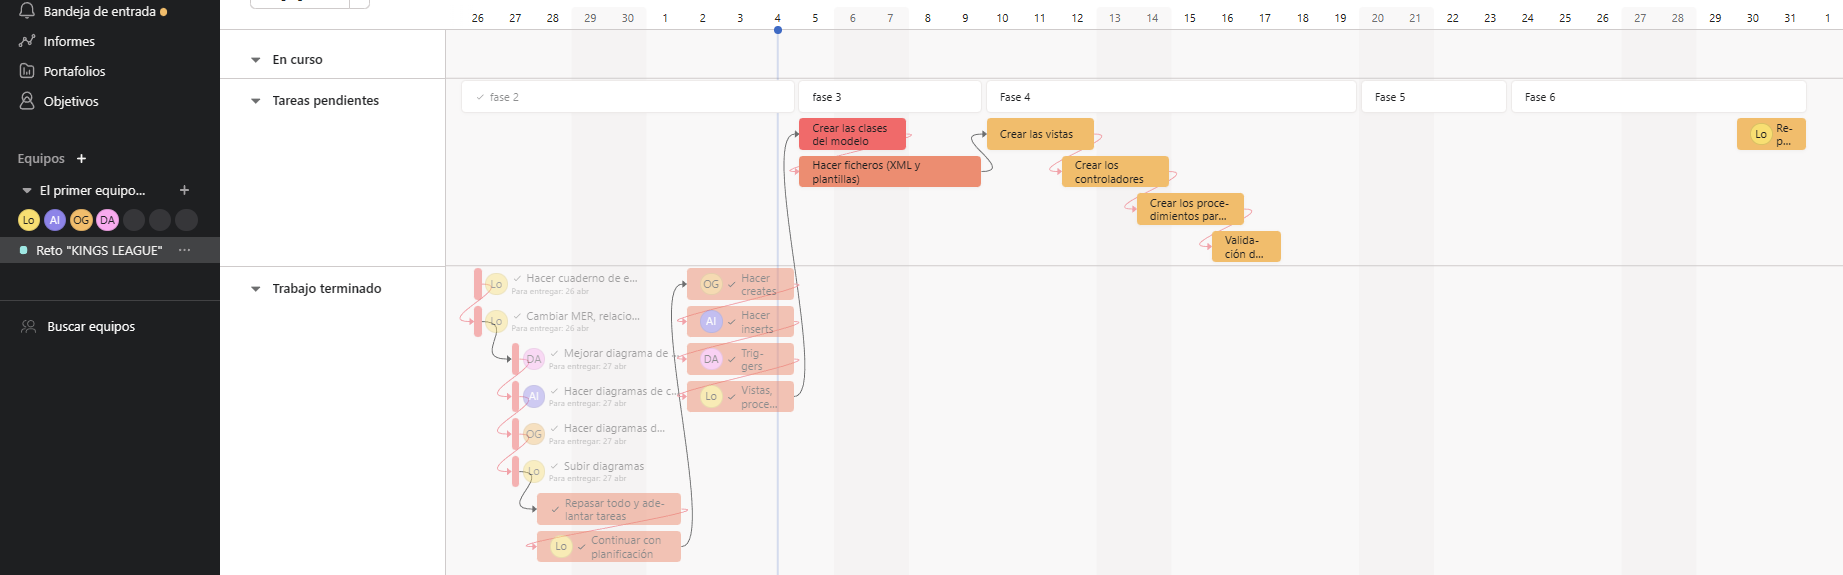 Bandeja de entrada
Informes
Portafolios
Objetivos
Equipos +
El primer equipo... +
Lo AI OG DA
Reto "KINGS LEAGUE" ...
Buscar equipos
26 27 28 29 30 1 2 3 4 5 6 7 8 9 10 11 12 13 14 15 16 17 18 19 20 21 22 23 24 25 26 27 28 29 30 31 1
En curso
Tareas pendientes
fase 2
fase 3
Fase 4
Fase 5
Fase 6
Crear las clases
del modelo
Crear las vistas
Lo
Re-
p...
Hacer ficheros (XML y
plantillas)
Crear los
controladores
Crear los proce-
dimientos par...
Valida-
ción d...
Trabajo terminado
Lo
Hacer cuaderno de e...
Para entregar: 26 abr
OG
Hacer
creates
Lo
Cambiar MER, relacio...
Para entregar: 26 abr
AI
Hacer
inserts
DA
Mejorar diagrama de
Para entregar: 27 abr
DA
Trig-
gers
AI
Hacer diagramas de c...
Para entregar: 27 abr
Lo
Vistas,
proce...
OG
Hacer diagramas d...
Para entregar: 27 abr
Lo
Subir diagramas
Para entregar: 27 abr
Repasar todo y ade-
lantar tareas
Lo
Continuar con
planificación